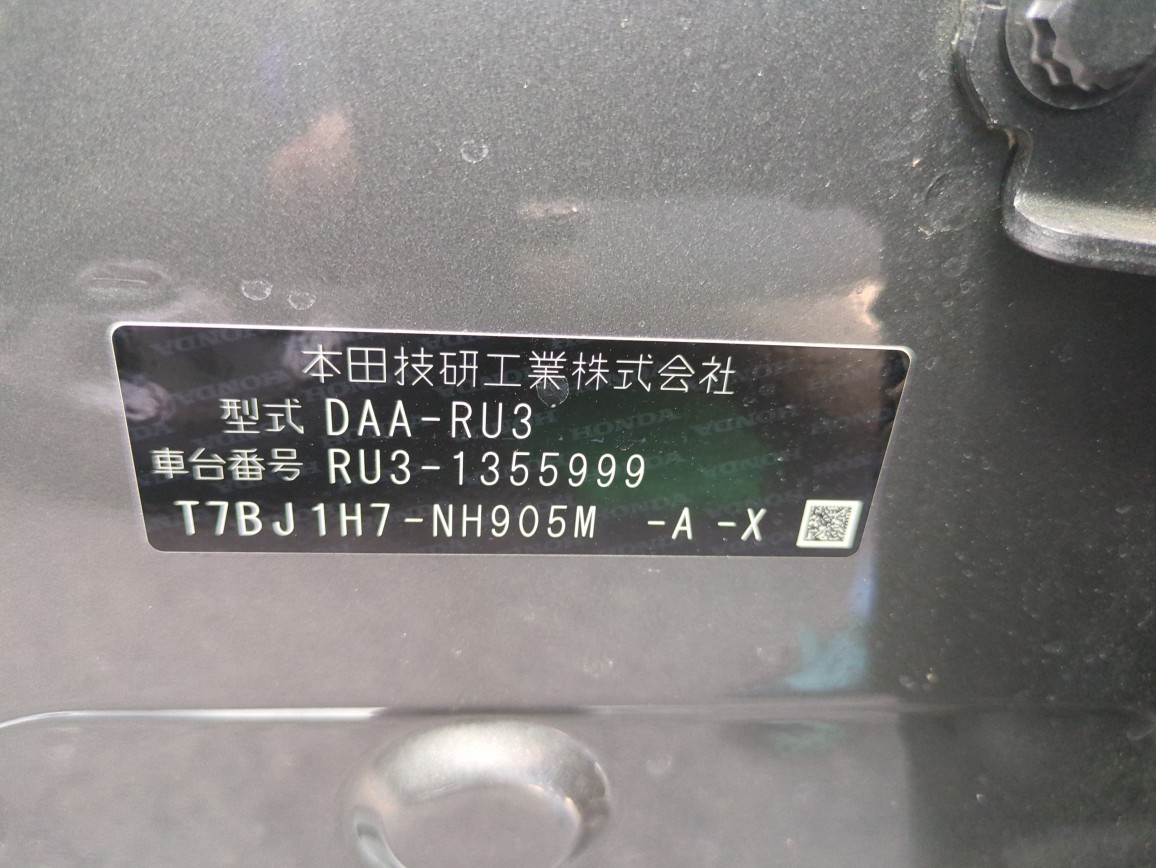 本田技研工業株式会社
型式 DAA-RU3
車台番号 RU3-1355999
T7BJ1H7-NH905M -A -X